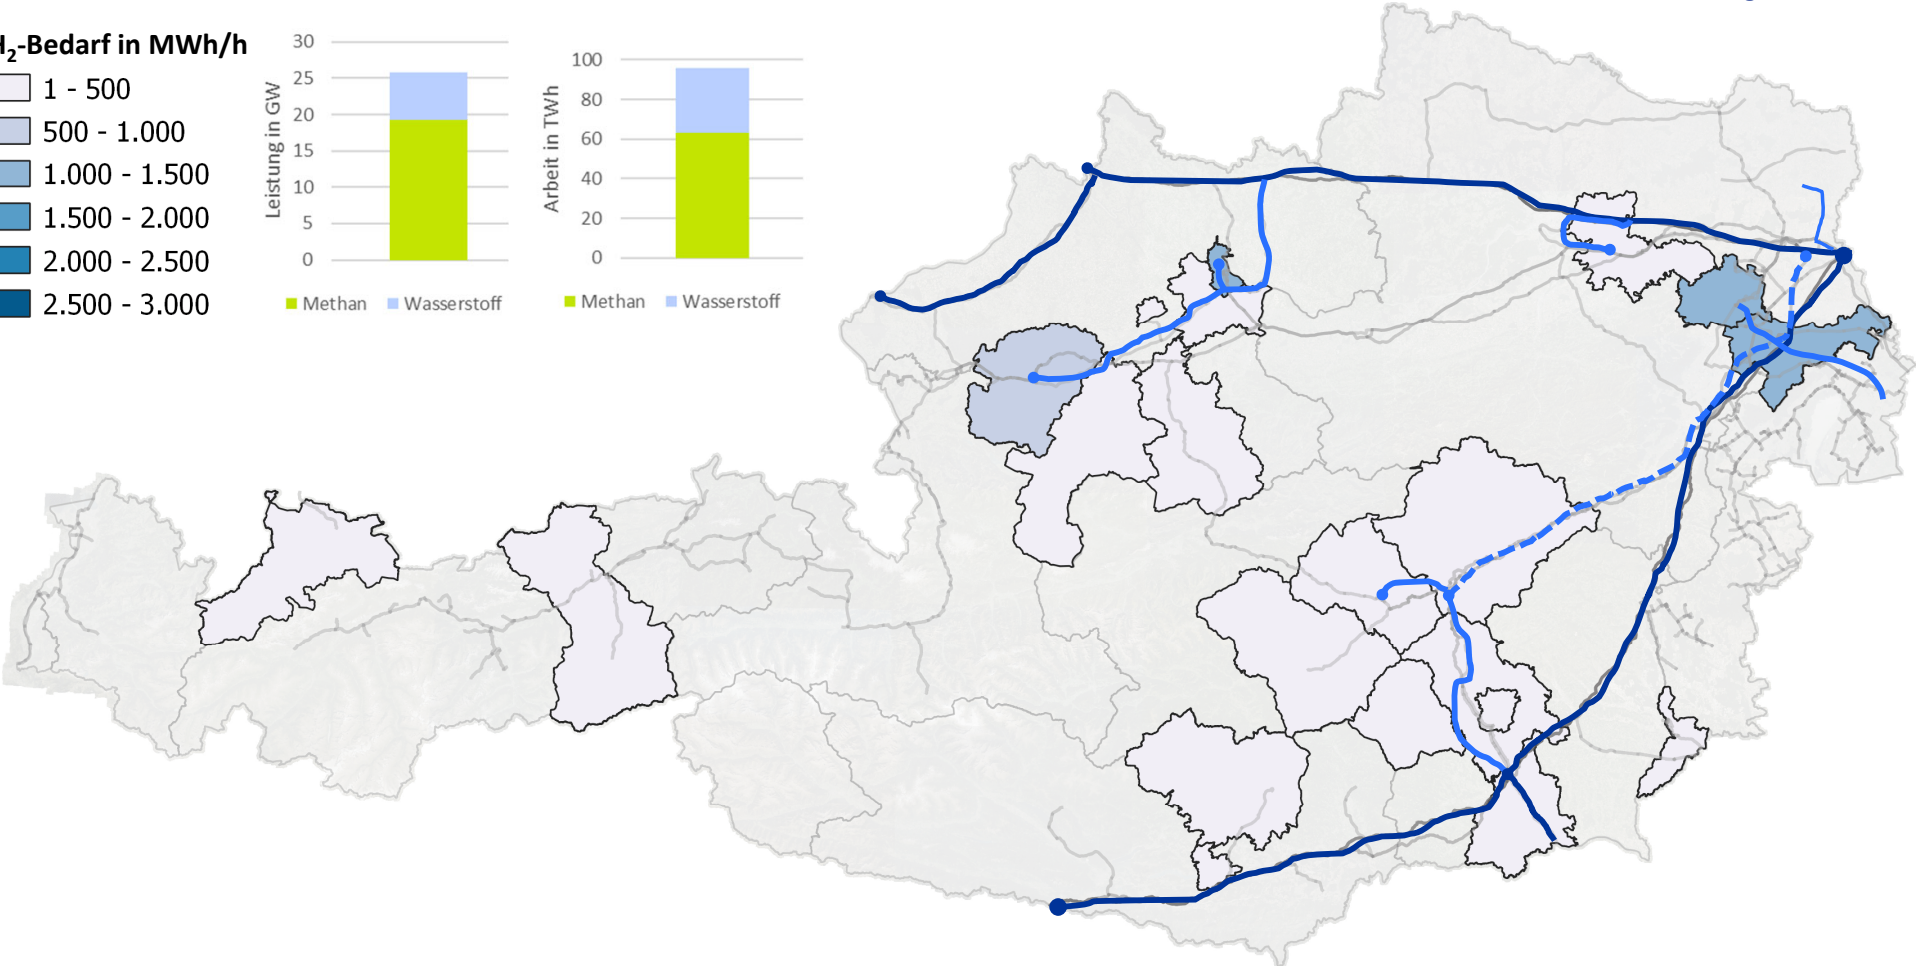 H₂-Bedarf in MWh/h
1 - 500
500 - 1.000
1.000 - 1.500
1.500 - 2.000
2.000 - 2.500
2.500 - 3.000
Leistung in GW
30
25
20
15
10
5
0
Methan Wasserstoff
Arbeit in TWh
100
80
60
40
20
0
Methan Wasserstoff